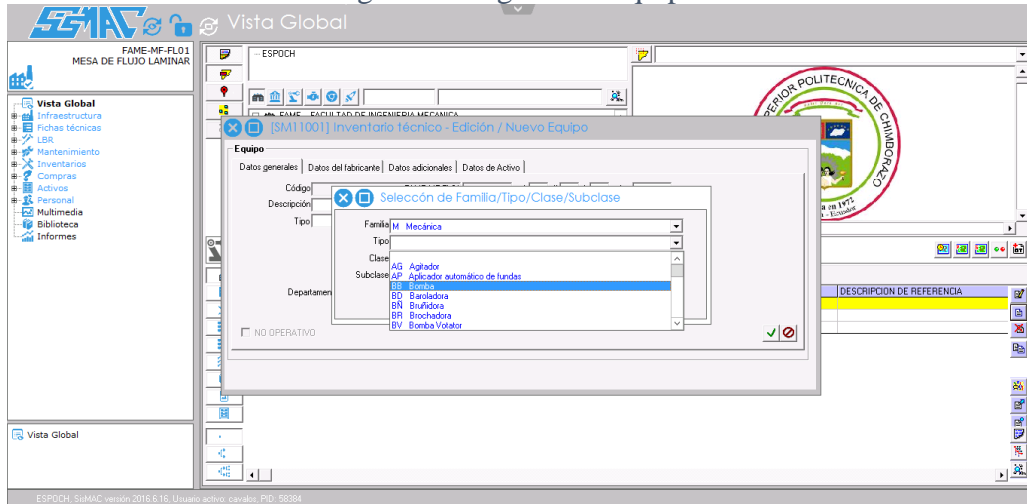 SisMAC
Vista Global
FAME-MF-FL01
MESA DE FLUJO LAMINAR
Vista Global
Infraestructura
Fichas técnicas
LBR
Mantenimiento
Inventarios
Compras
Activos
Personal
Multimedia
Biblioteca
Informes
Vista Global
ESPOCH
FAME FACULTAD DE INGENIERIA MECANICA
ERIOR POLITECNICA DE CHIMBORAZO
DESCRIPCION DE REFERENCIA
[SM11001] Inventario técnico - Edición / Nuevo Equipo
Equipo
Datos generales
Datos del fabricante
Datos adicionales
Datos de Activo
Código
Descripción
Tipo
Departamen
NO OPERATIVO
Seleccón de Familia/Tipo/Clase/Subclase
Familia M Mecánica
Tipo
Clase
Subclase
AG Agitador
AP Aplicador automático de fundas
BB Bomba
BD Baroladora
BÑ Bruñidora
BR Brochadora
BV Bomba Votator
ESPOCH, SisMAC versión 2016.6.16, Usuario activo: cavalos, PID: 58384